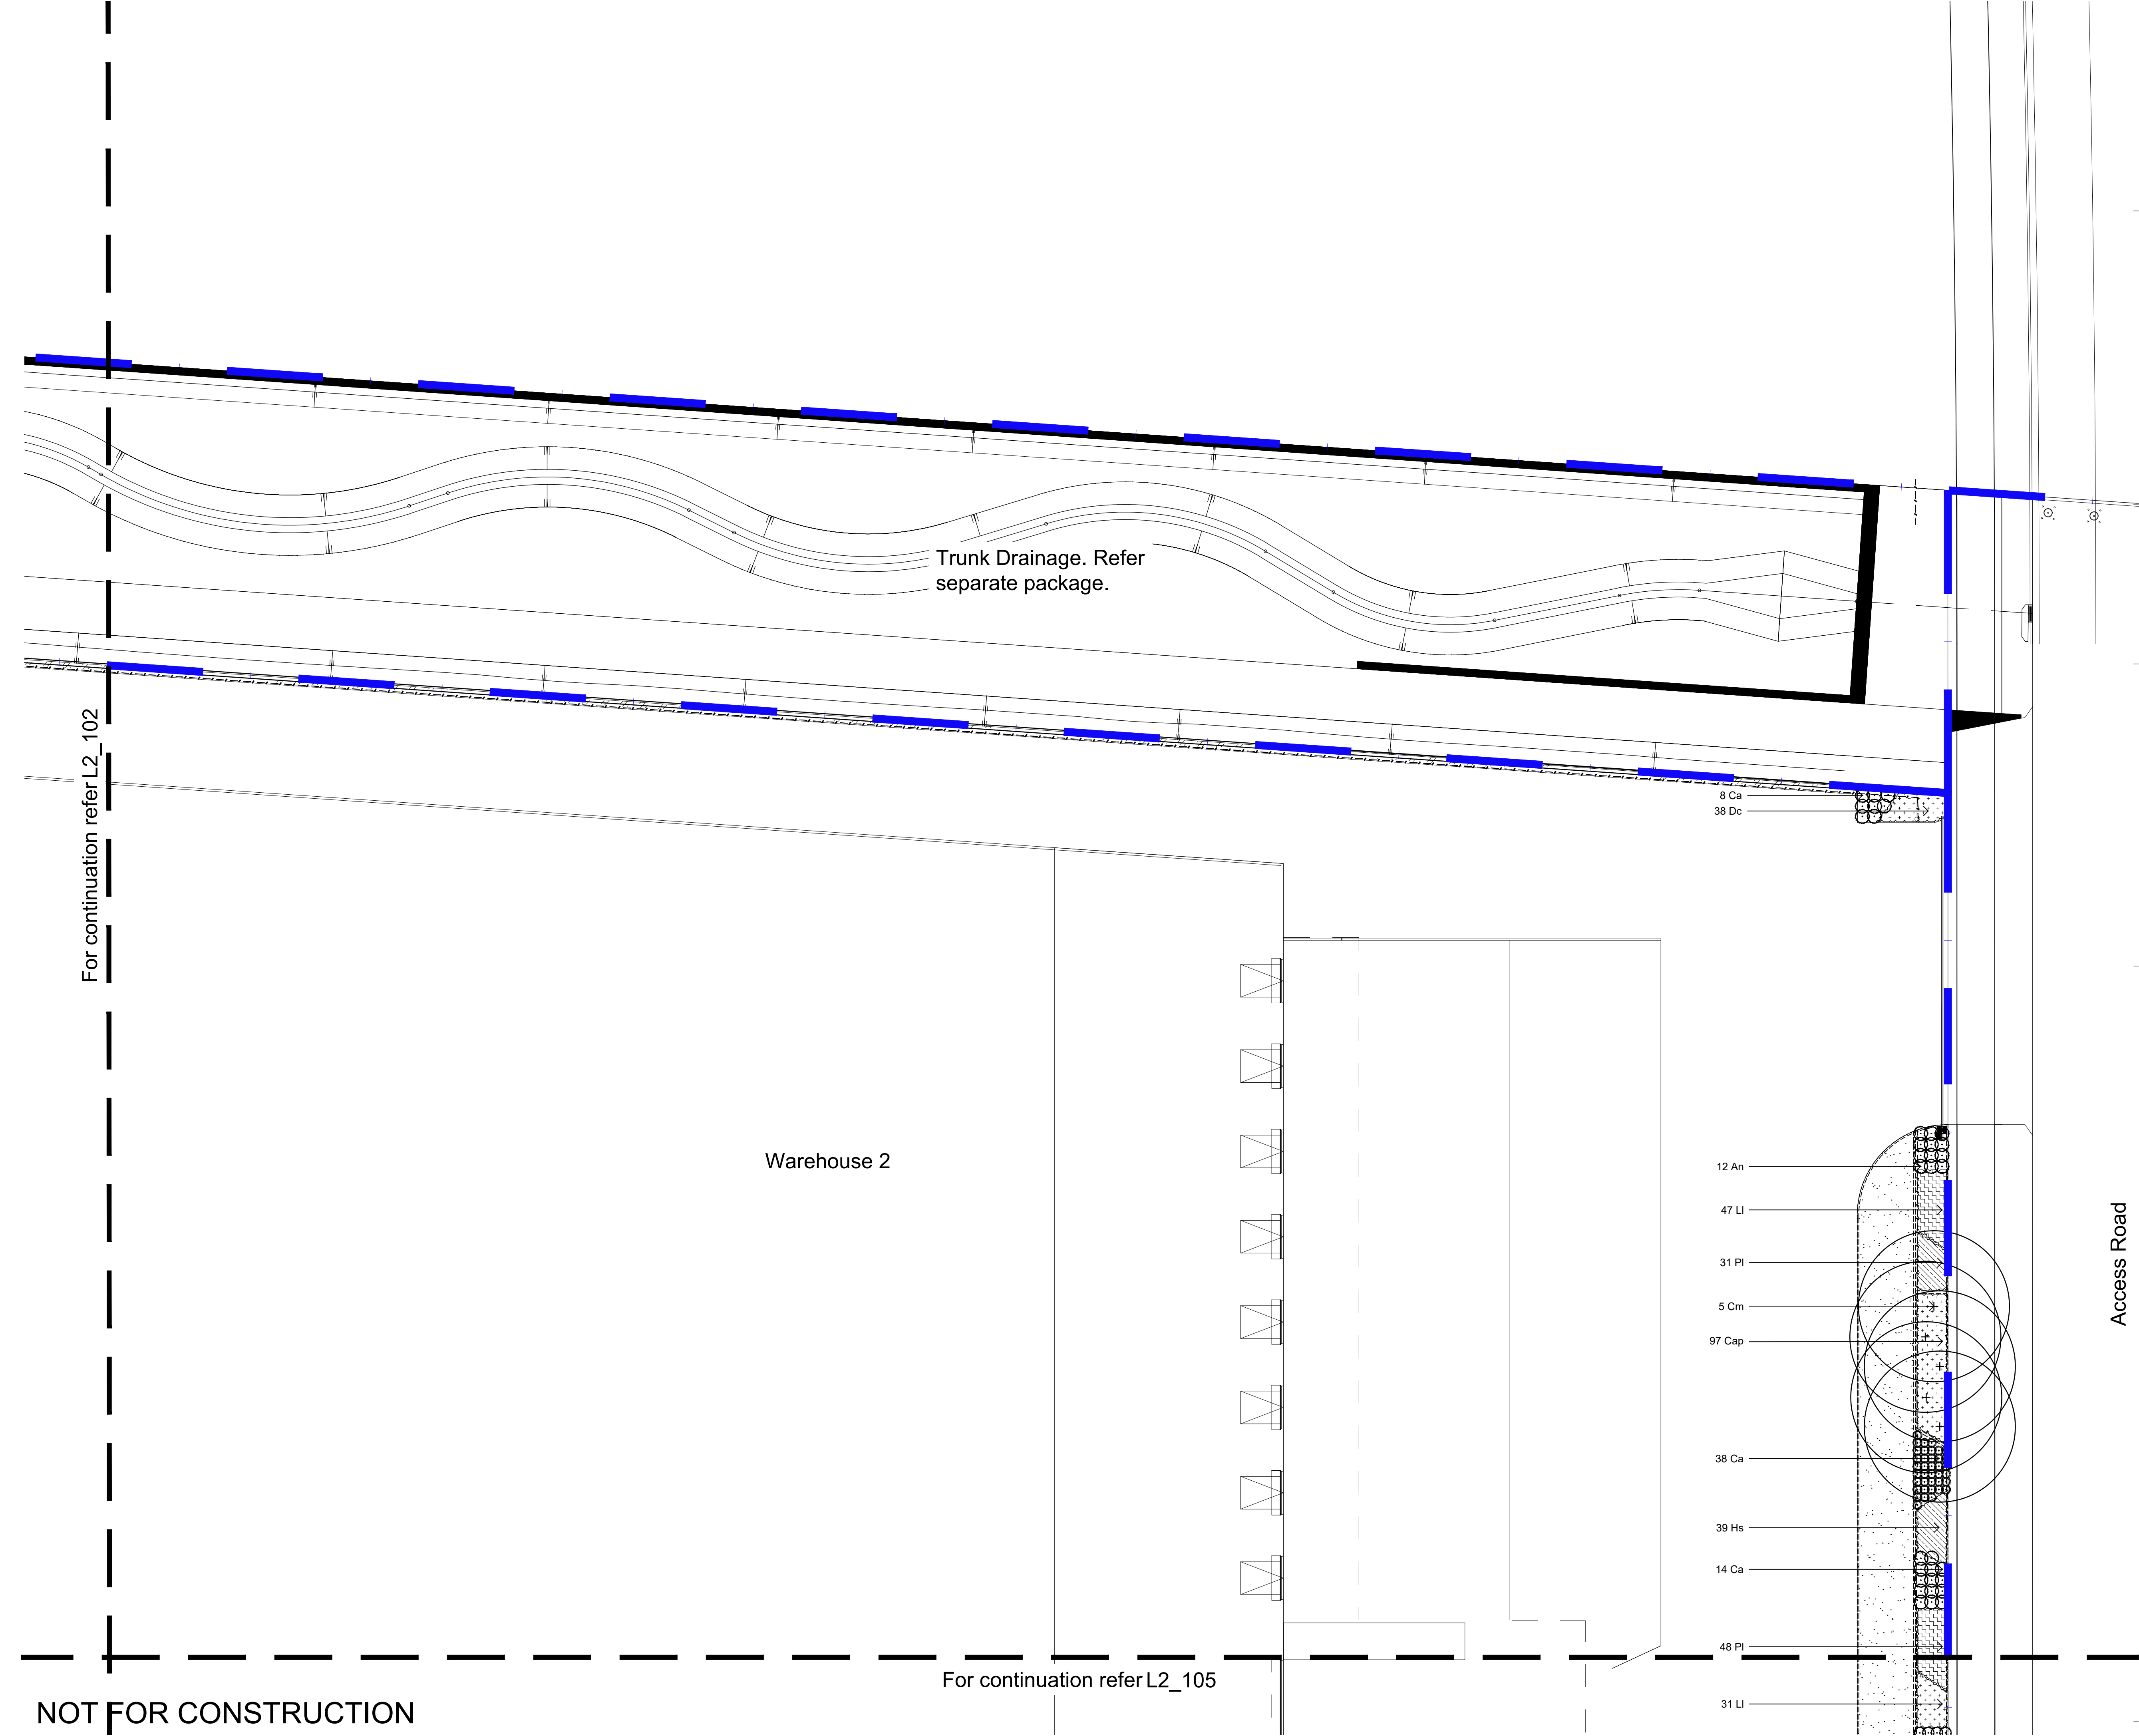 Trunk Drainage. Refer
separate package.
For continuation refer L2_102
8 Ca
38 Dc
Warehouse 2
12 An
47 Ll
31 Pl
5 Cm
97 Cap
38 Ca
39 Hs
14 Ca
48 Pl
31 Ll
Access Road
For continuation refer L2_105
NOT FOR CONSTRUCTION